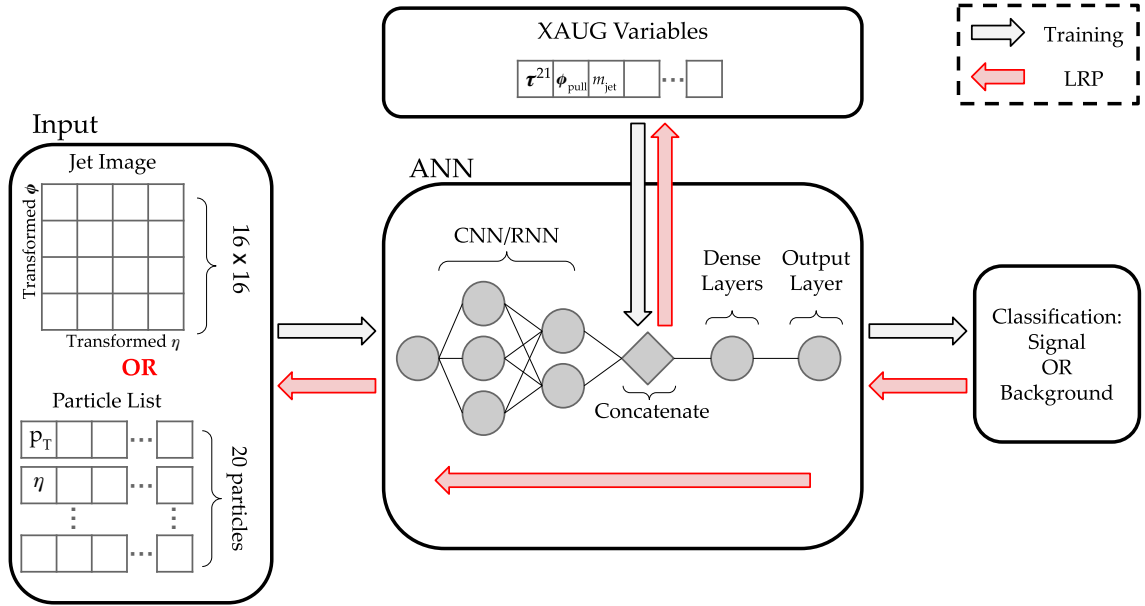 XAUG Variables
τ²¹ ϕpull mjet ...
Training
LRP
Input
Jet Image
Transformed ϕ
16 x 16
Transformed η
OR
Particle List
pT ...
η ...
20 particles
ANN
CNN/RNN
Dense
Layers
Output
Layer
Concatenate
Classification:
Signal
OR
Background